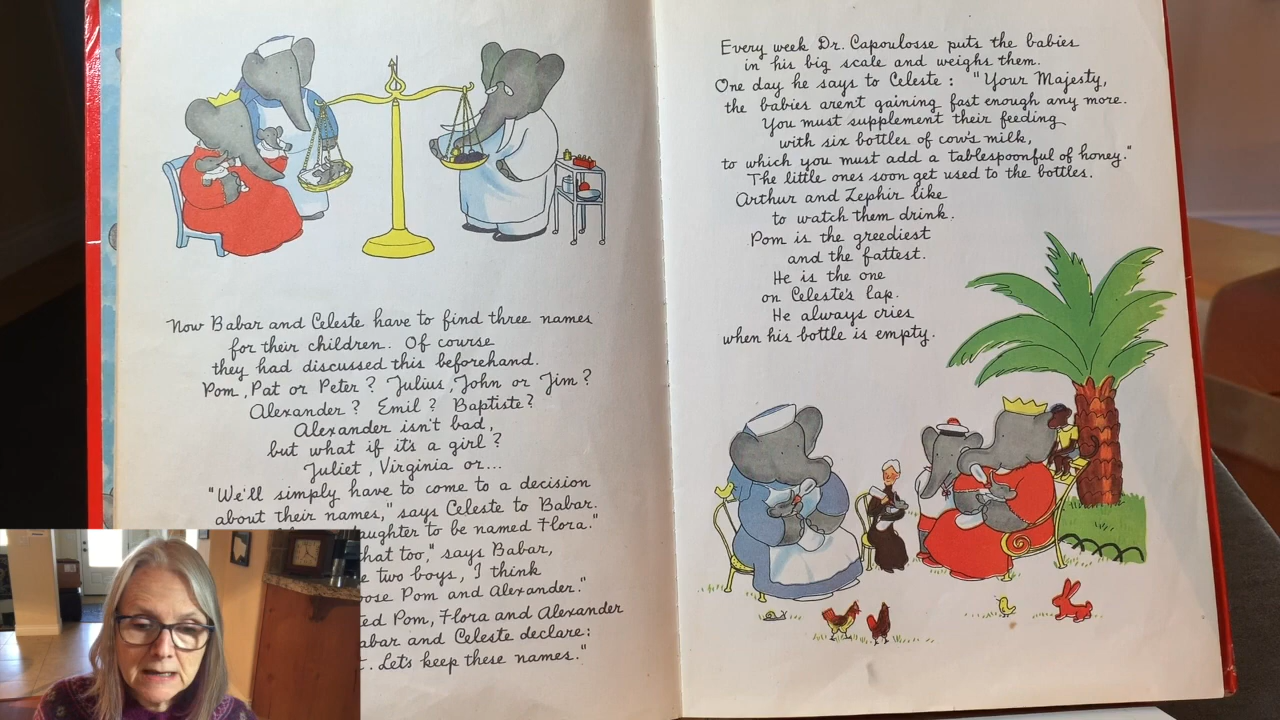 Now Babar and Celeste have to find three names
for their children. Of course
they had discussed this beforehand.
Pom, Pat or Peter? Julius, John or Jim?
Alexander? Emil? Baptiste?
Alexander isn't bad,
but what if it's a girl?
Juliet, Virginia or...
"We'll simply have to come to a decision
about their names," says Celeste to Babar.
daughter to be named Flora."
that too," says Babar,
two boys, I think
Pom and Alexander."
Pom, Flora and Alexander
and Celeste declare:
Let's keep these names."
Every week Dr. Capoulosse puts the babies
in his big scale and weighs them.
One day he says to Celeste: "Your Majesty,
the babies aren't gaining fast enough any more.
You must supplement their feeding
with six bottles of cow's milk,
to which you must add a tablespoonful of honey."
The little ones soon get used to the bottles.
Arthur and Zephir like
to watch them drink.
Pom is the greediest
and the fattest.
He is the one
on Celeste's lap.
He always cries
when his bottle is empty.